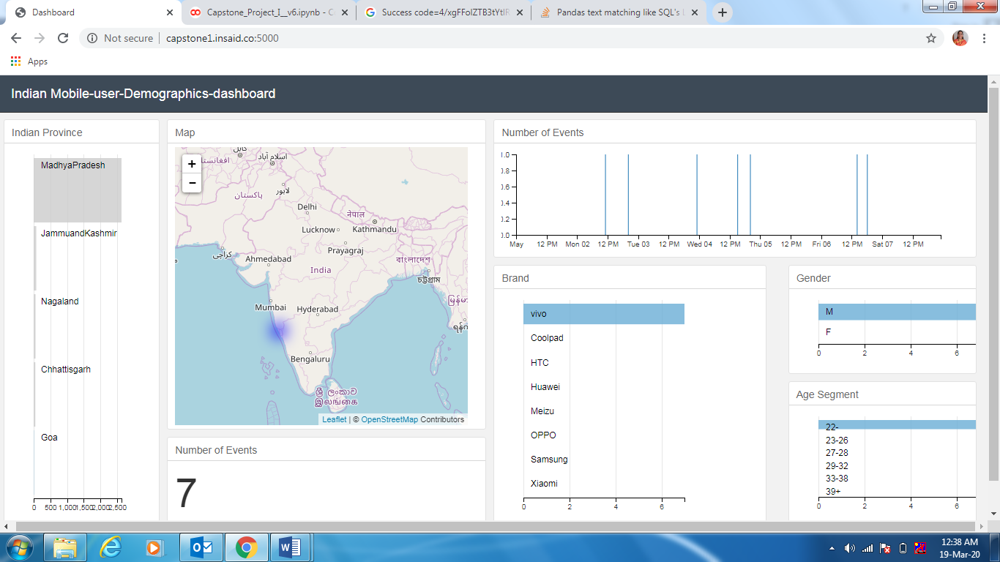 Dashboard
Capstone_Project_I__v6.ipynb - C
Success code=4/xgFFolZTB3tYtIR
Pandas text matching like SQL's L
Not secure
capstone1.insaid.co:5000
Apps
Indian Mobile-user-Demographics-dashboard
Indian Province
MadhyaPradesh
JammuandKashmir
Nagaland
Chhattisgarh
Goa
0 500 1,000 1,500 2,000 2,500
Map
+
−
کابل
افغانستان
اسلام آباد
پاکستان
لاہور
Delhi
नेपाल
Lucknow
Kathmandu
کراچی
Prayagraj
Ahmedabad
বাংলাদেশ
India
চট্টগ্রাম
Mumbai
Hyderabad
Bengaluru
ශ්‍රී ලංකාව
இலங்கை
Leaflet | © OpenStreetMap Contributors
Number of Events
7
Number of Events
1.0
0.8
0.6
0.4
0.2
0.0
May 12 PM Mon 02 12 PM Tue 03 12 PM Wed 04 12 PM Thu 05 12 PM Fri 06 12 PM Sat 07 12 PM
Brand
vivo
Coolpad
HTC
Huawei
Meizu
OPPO
Samsung
Xiaomi
0 2 4 6
Gender
M
F
0 2 4 6
Age Segment
22-
23-26
27-28
29-32
33-38
39+
0 2 4 6
12:38 AM
19-Mar-20